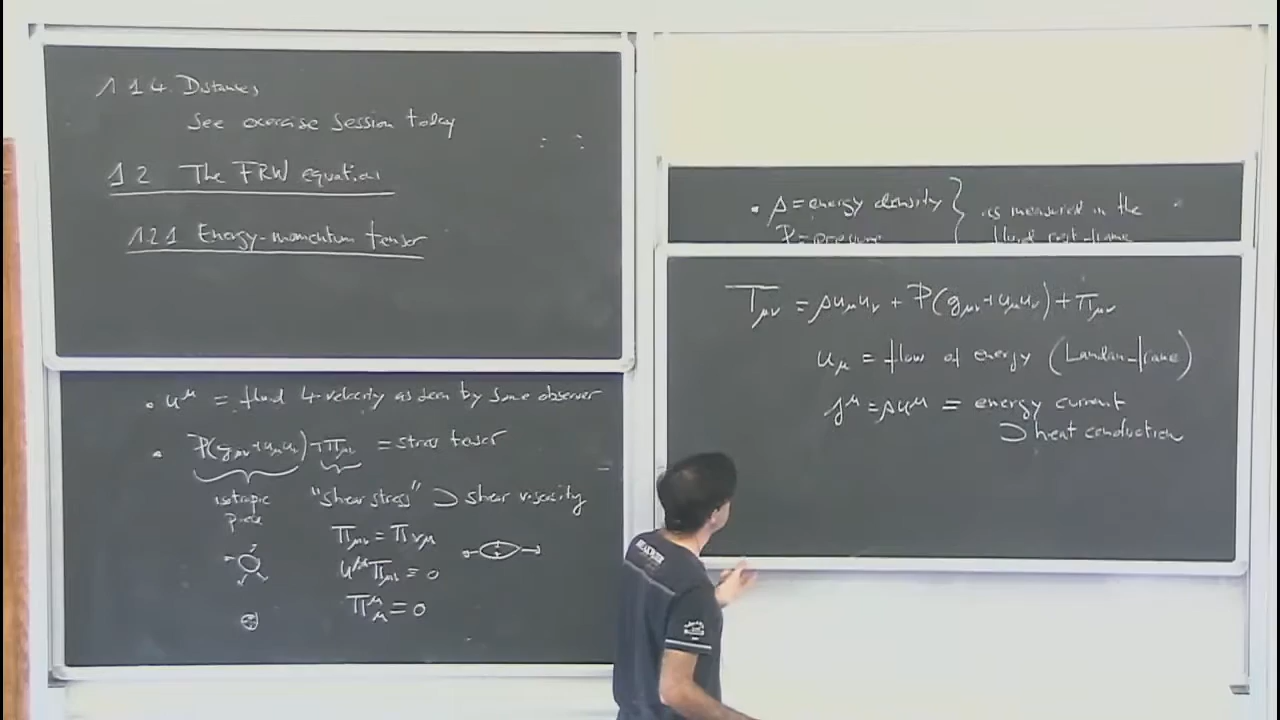 1.1.4. Distances
See exercise session today
1.2 The FRW equations
1.2.1 Energy-momentum tensor
• u^μ = fluid 4-velocity as seen by some observer
• P(g_μν + u_μ u_ν) + Π_μν = stress tensor
isotropic piece
"shear stress" ⊃ shear viscosity
Π_μν = Π_νμ
u^μ Π_μν = 0
Π^μ_μ = 0
• ρ = energy density } as measured in the
P = pressure } fluid rest-frame
T_μν = ρ u_μ u_ν + P(g_μν + u_μ u_ν) + Π_μν
u_μ = flow of energy (Landau-frame)
J^μ = ρ u^μ = energy current
⊃ heat conduction